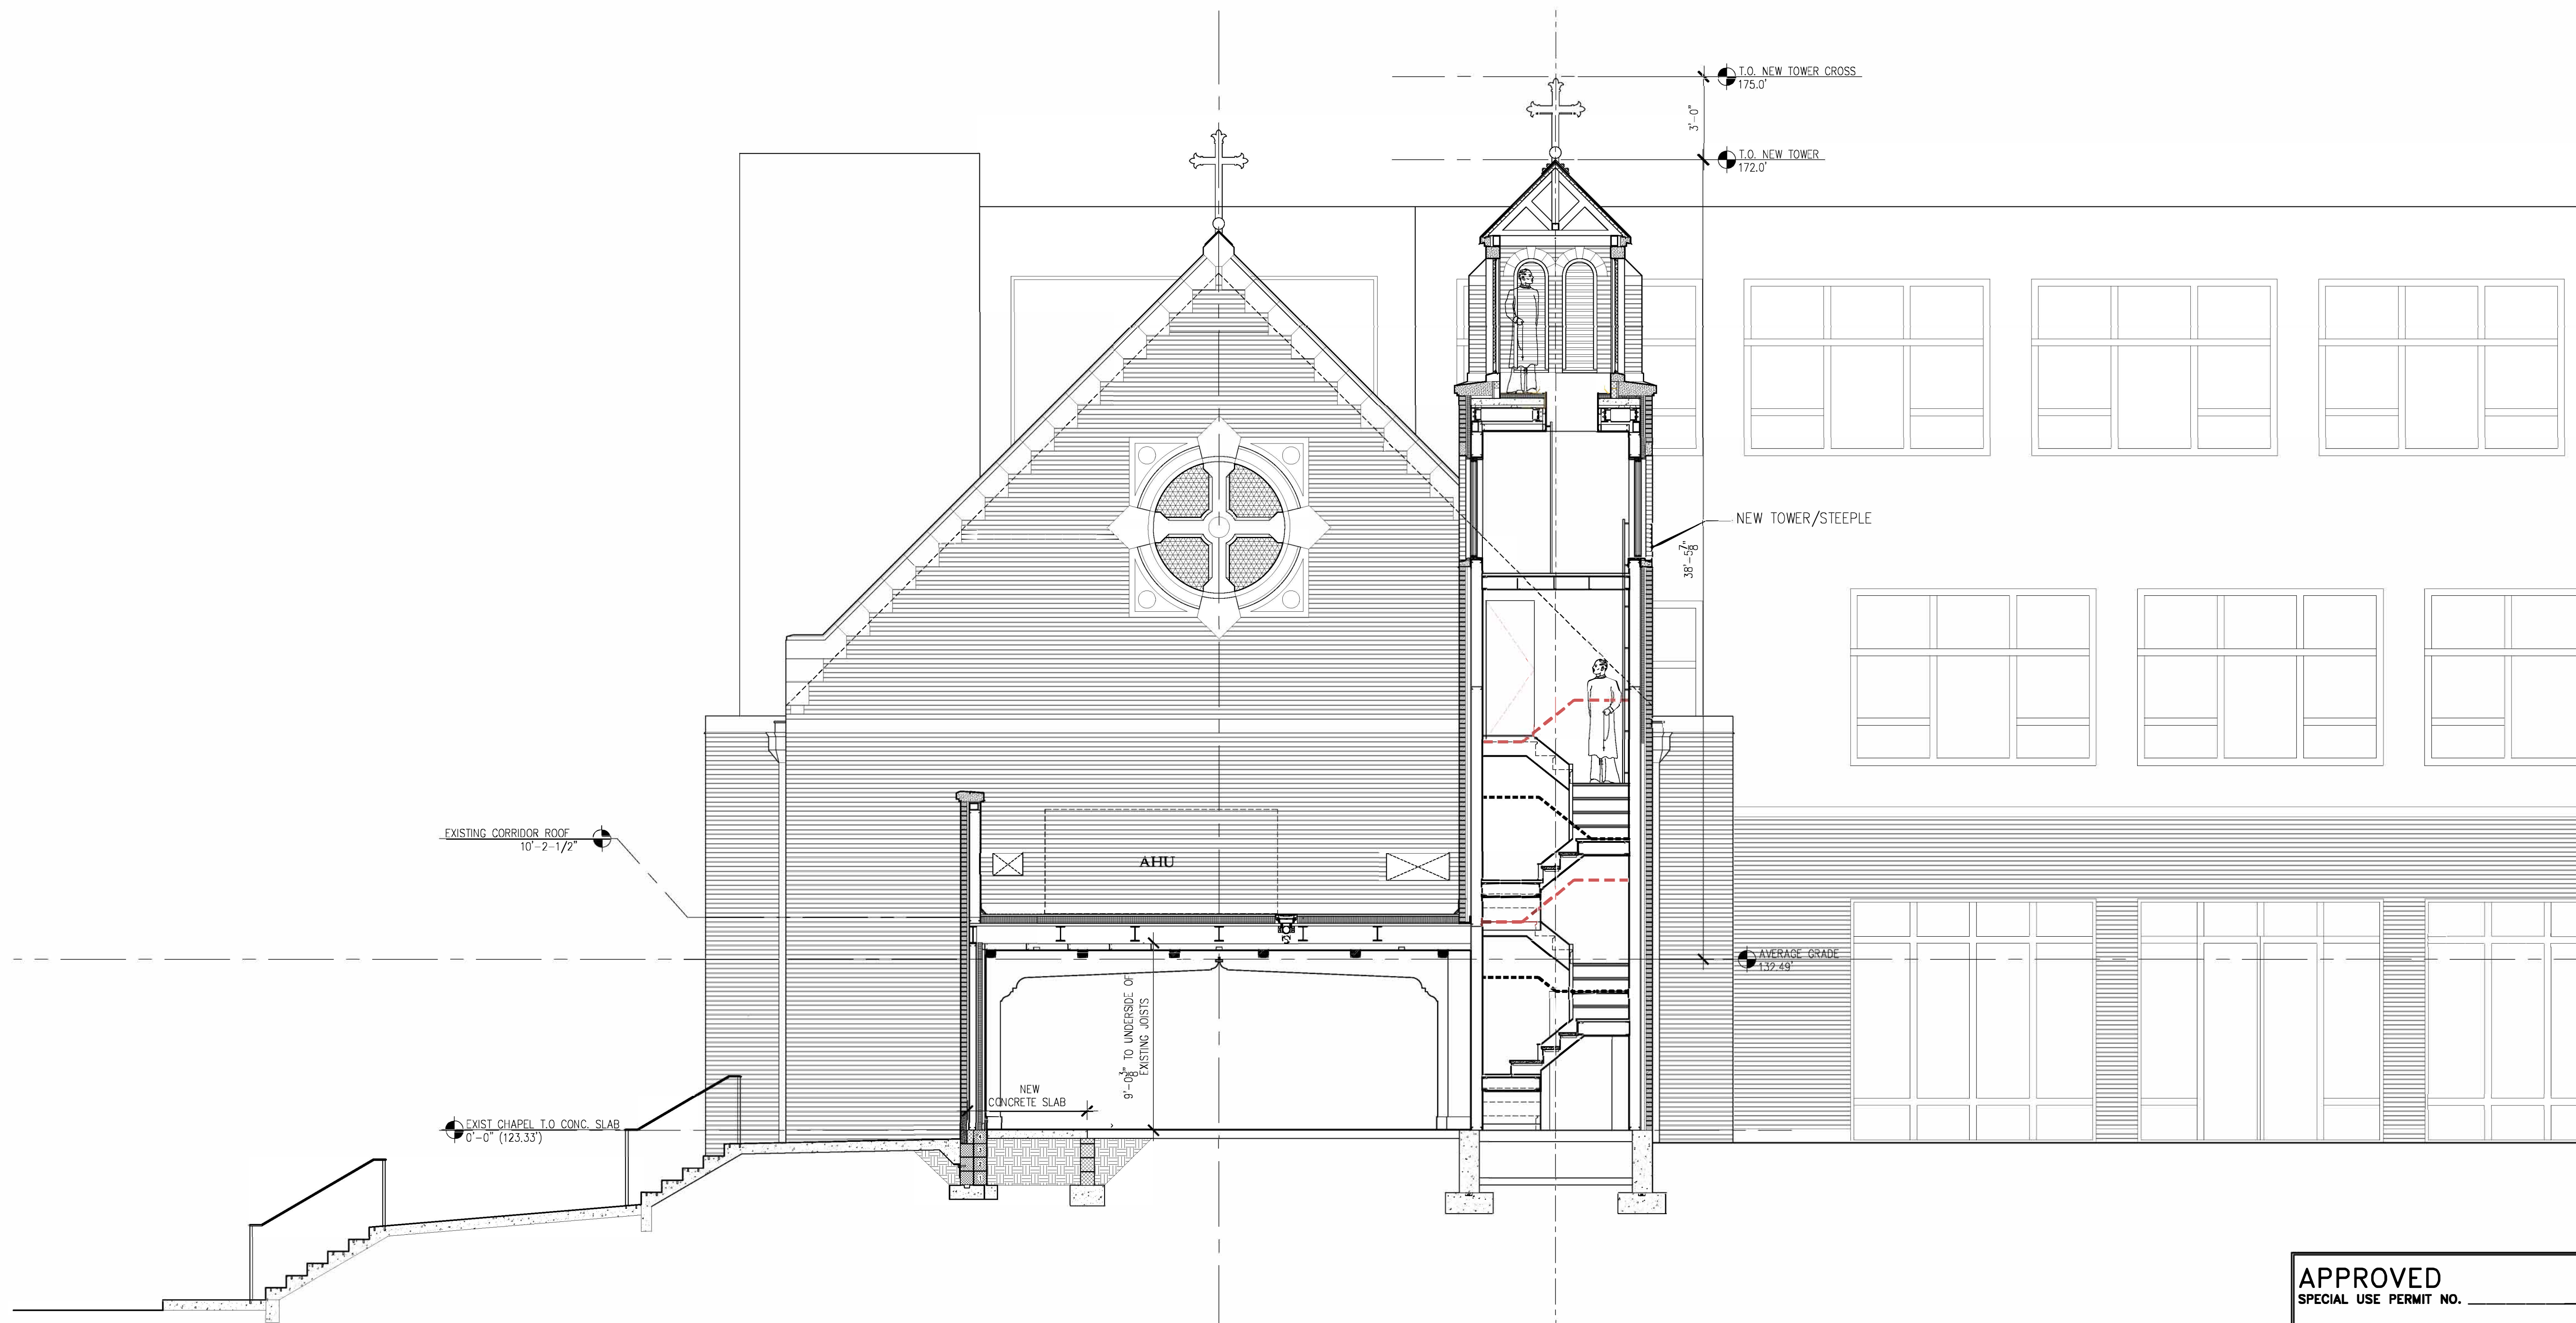 T.O. NEW TOWER CROSS
175.0'
3'-0"
T.O. NEW TOWER
172.0'
NEW TOWER/STEEPLE
38'-5 7/8"
EXISTING CORRIDOR ROOF
10'-2-1/2"
AHU
AVERAGE GRADE
132.49'
9'-0 3/8" TO UNDERSIDE OF
EXISTING JOISTS
NEW
CONCRETE SLAB
EXIST CHAPEL T.O CONC. SLAB
0'-0" (123.33')
APPROVED
SPECIAL USE PERMIT NO.